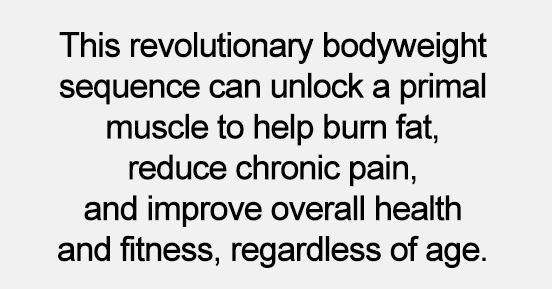 This revolutionary bodyweight
sequence can unlock a primal
muscle to help burn fat,
reduce chronic pain,
and improve overall health
and fitness, regardless of age.